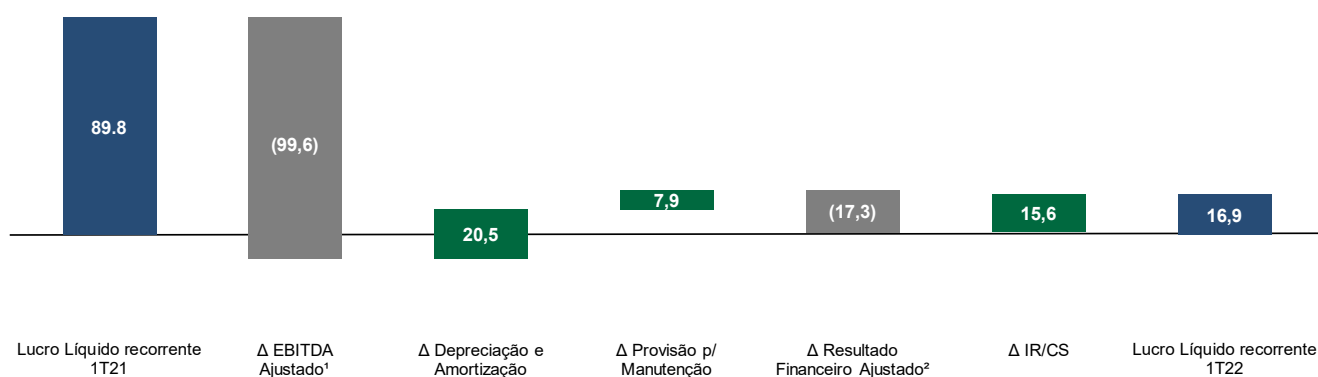 89.8
(99,6)
20,5
7,9
(17,3)
15,6
16,9
Lucro Líquido recorrente
1T21
Δ EBITDA
Ajustado¹
Δ Depreciação e
Amortização
Δ Provisão p/
Manutenção
Δ Resultado
Financeiro Ajustado²
Δ IR/CS
Lucro Líquido recorrente
1T22